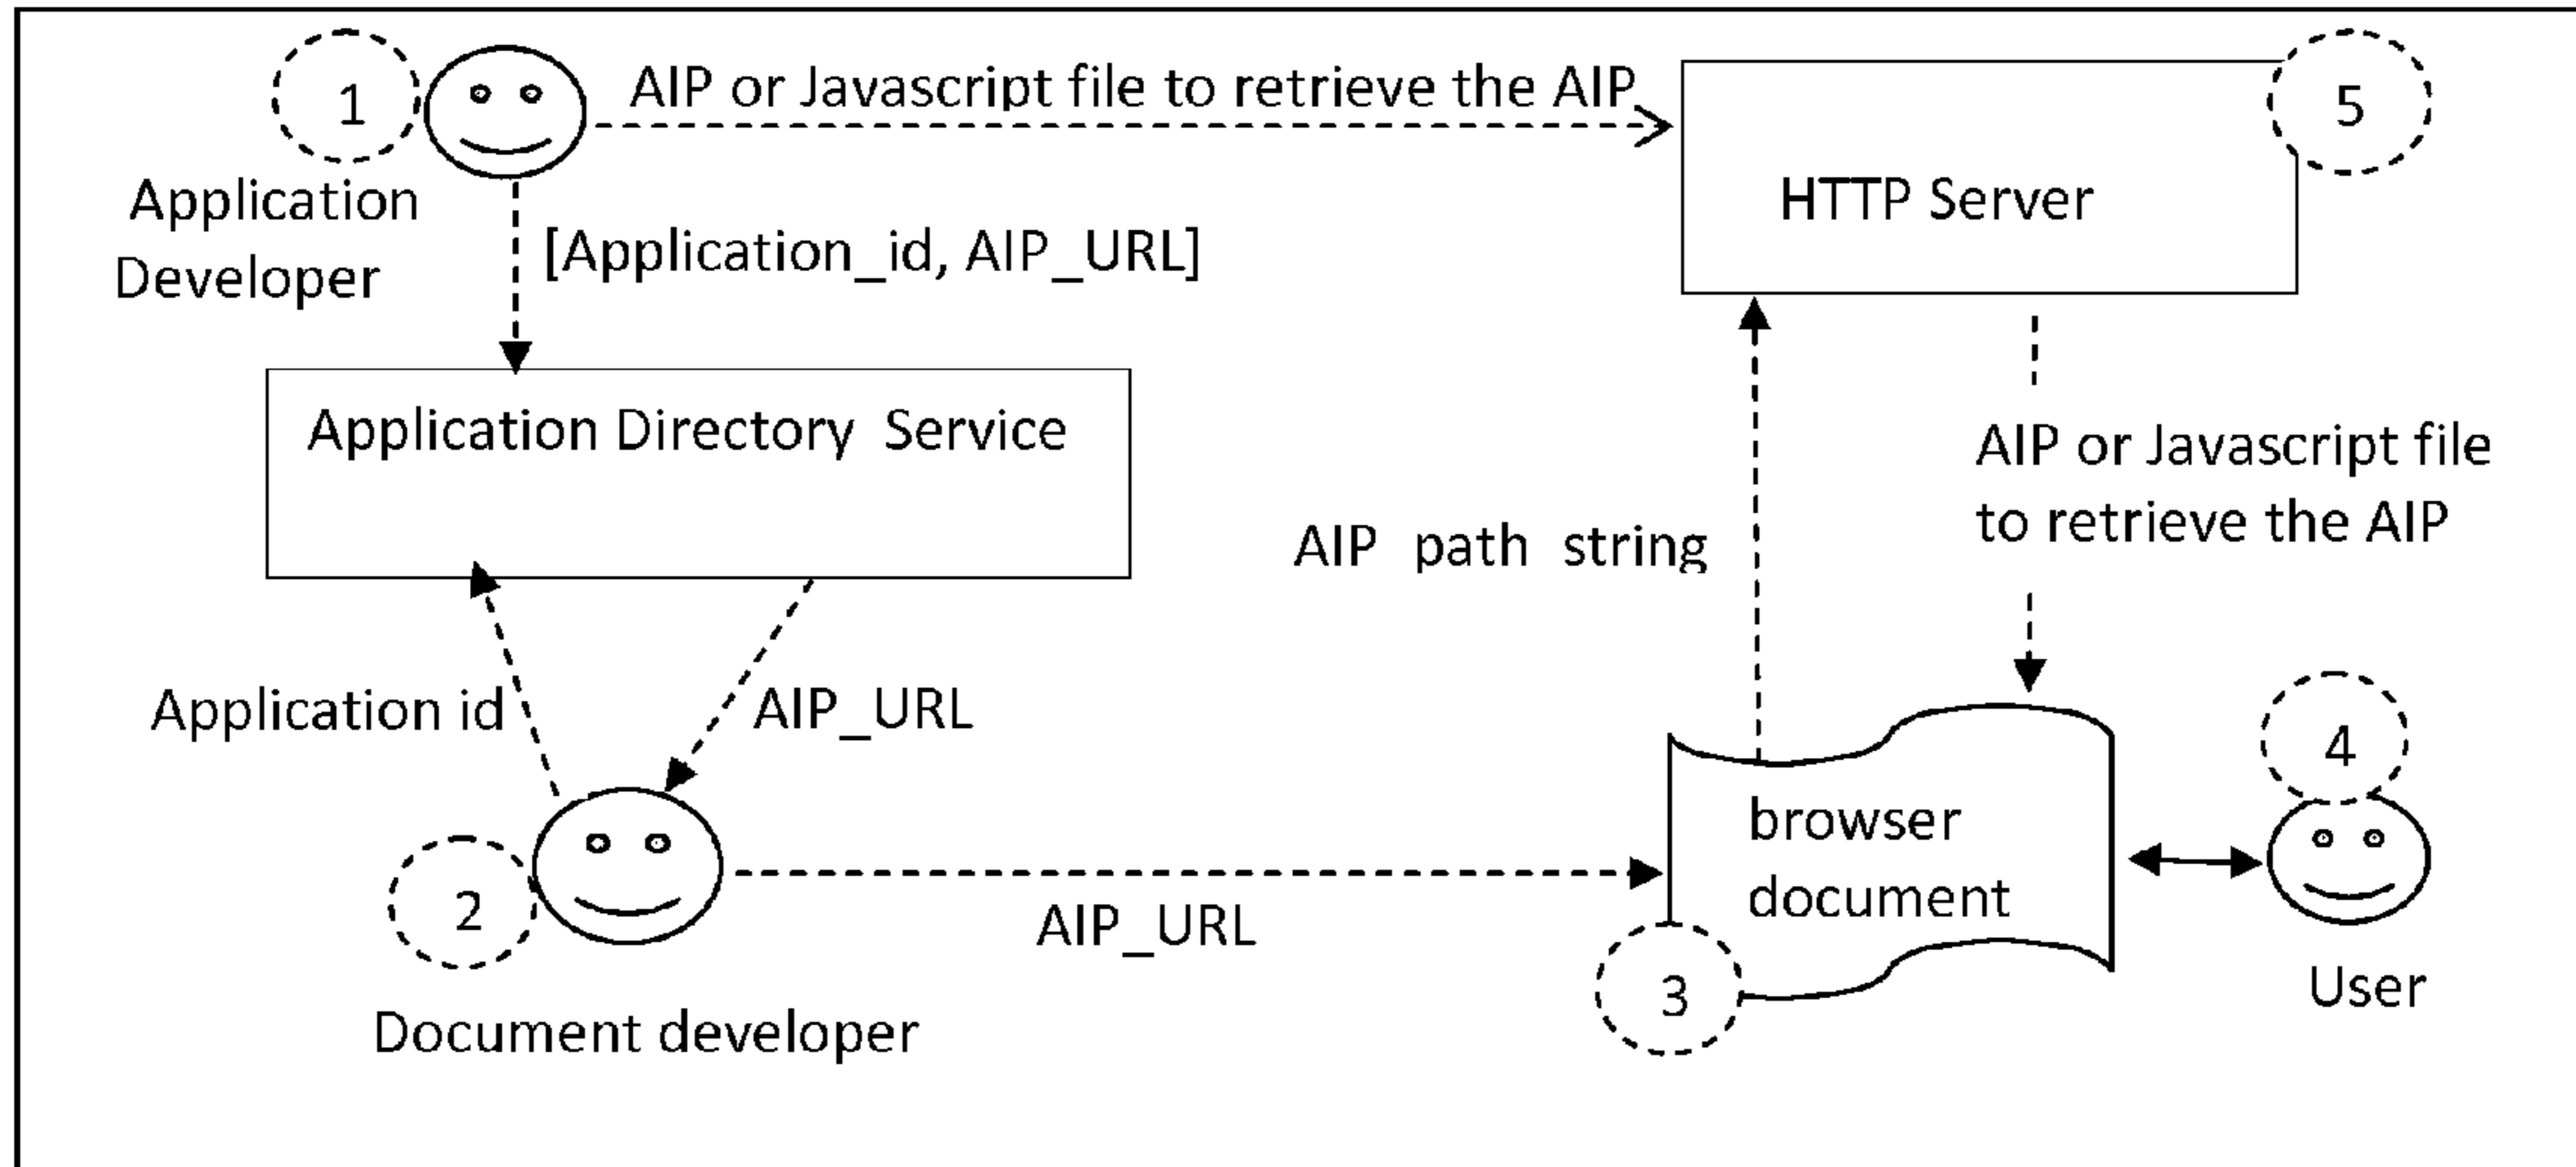 1
AIP or Javascript file to retrieve the AIP
5
Application
Developer
HTTP Server
[Application_id, AIP_URL]
Application Directory Service
AIP or Javascript file
to retrieve the AIP
AIP path string
Application id
AIP_URL
4
browser
document
2
AIP_URL
3
User
Document developer